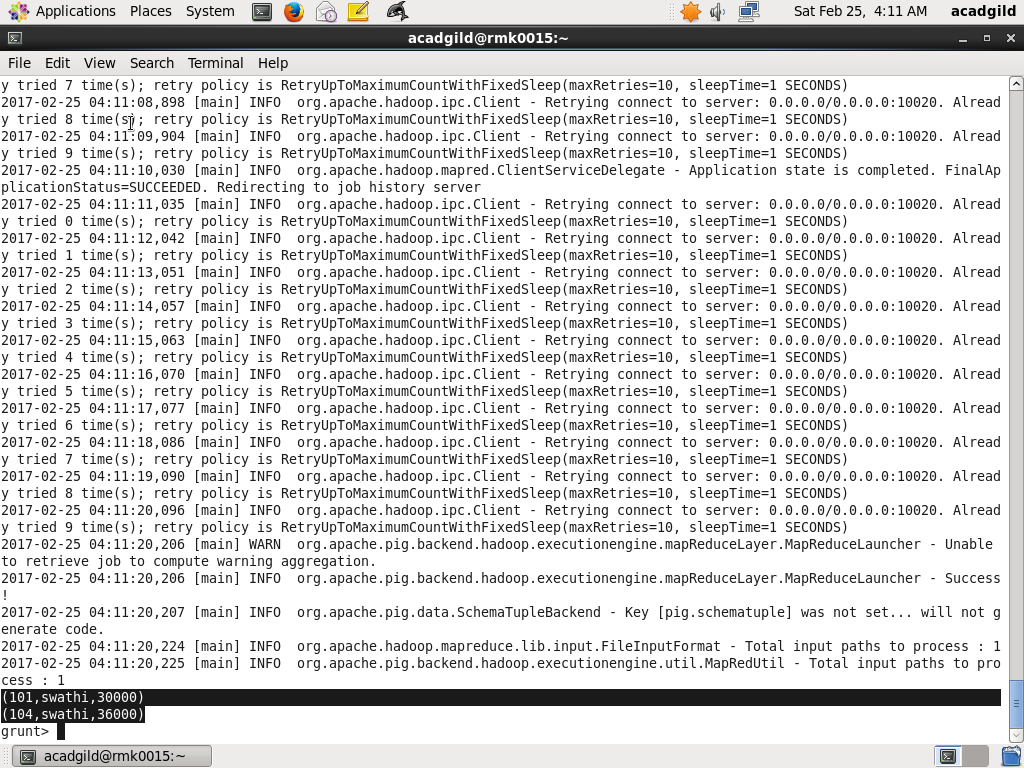 Applications Places System
Sat Feb 25, 4:11 AM acadgild
acadgild@rmk0015:~
File Edit View Search Terminal Help
y tried 7 time(s); retry policy is RetryUpToMaximumCountWithFixedSleep(maxRetries=10, sleepTime=1 SECONDS)
2017-02-25 04:11:08,898 [main] INFO  org.apache.hadoop.ipc.Client - Retrying connect to server: 0.0.0.0/0.0.0.0:10020. Alread
y tried 8 time(s); retry policy is RetryUpToMaximumCountWithFixedSleep(maxRetries=10, sleepTime=1 SECONDS)
2017-02-25 04:11:09,904 [main] INFO  org.apache.hadoop.ipc.Client - Retrying connect to server: 0.0.0.0/0.0.0.0:10020. Alread
y tried 9 time(s); retry policy is RetryUpToMaximumCountWithFixedSleep(maxRetries=10, sleepTime=1 SECONDS)
2017-02-25 04:11:10,030 [main] INFO  org.apache.hadoop.mapred.ClientServiceDelegate - Application state is completed. FinalAp
plicationStatus=SUCCEEDED. Redirecting to job history server
2017-02-25 04:11:11,035 [main] INFO  org.apache.hadoop.ipc.Client - Retrying connect to server: 0.0.0.0/0.0.0.0:10020. Alread
y tried 0 time(s); retry policy is RetryUpToMaximumCountWithFixedSleep(maxRetries=10, sleepTime=1 SECONDS)
2017-02-25 04:11:12,042 [main] INFO  org.apache.hadoop.ipc.Client - Retrying connect to server: 0.0.0.0/0.0.0.0:10020. Alread
y tried 1 time(s); retry policy is RetryUpToMaximumCountWithFixedSleep(maxRetries=10, sleepTime=1 SECONDS)
2017-02-25 04:11:13,051 [main] INFO  org.apache.hadoop.ipc.Client - Retrying connect to server: 0.0.0.0/0.0.0.0:10020. Alread
y tried 2 time(s); retry policy is RetryUpToMaximumCountWithFixedSleep(maxRetries=10, sleepTime=1 SECONDS)
2017-02-25 04:11:14,057 [main] INFO  org.apache.hadoop.ipc.Client - Retrying connect to server: 0.0.0.0/0.0.0.0:10020. Alread
y tried 3 time(s); retry policy is RetryUpToMaximumCountWithFixedSleep(maxRetries=10, sleepTime=1 SECONDS)
2017-02-25 04:11:15,063 [main] INFO  org.apache.hadoop.ipc.Client - Retrying connect to server: 0.0.0.0/0.0.0.0:10020. Alread
y tried 4 time(s); retry policy is RetryUpToMaximumCountWithFixedSleep(maxRetries=10, sleepTime=1 SECONDS)
2017-02-25 04:11:16,070 [main] INFO  org.apache.hadoop.ipc.Client - Retrying connect to server: 0.0.0.0/0.0.0.0:10020. Alread
y tried 5 time(s); retry policy is RetryUpToMaximumCountWithFixedSleep(maxRetries=10, sleepTime=1 SECONDS)
2017-02-25 04:11:17,077 [main] INFO  org.apache.hadoop.ipc.Client - Retrying connect to server: 0.0.0.0/0.0.0.0:10020. Alread
y tried 6 time(s); retry policy is RetryUpToMaximumCountWithFixedSleep(maxRetries=10, sleepTime=1 SECONDS)
2017-02-25 04:11:18,086 [main] INFO  org.apache.hadoop.ipc.Client - Retrying connect to server: 0.0.0.0/0.0.0.0:10020. Alread
y tried 7 time(s); retry policy is RetryUpToMaximumCountWithFixedSleep(maxRetries=10, sleepTime=1 SECONDS)
2017-02-25 04:11:19,090 [main] INFO  org.apache.hadoop.ipc.Client - Retrying connect to server: 0.0.0.0/0.0.0.0:10020. Alread
y tried 8 time(s); retry policy is RetryUpToMaximumCountWithFixedSleep(maxRetries=10, sleepTime=1 SECONDS)
2017-02-25 04:11:20,096 [main] INFO  org.apache.hadoop.ipc.Client - Retrying connect to server: 0.0.0.0/0.0.0.0:10020. Alread
y tried 9 time(s); retry policy is RetryUpToMaximumCountWithFixedSleep(maxRetries=10, sleepTime=1 SECONDS)
2017-02-25 04:11:20,206 [main] WARN  org.apache.pig.backend.hadoop.executionengine.mapReduceLayer.MapReduceLauncher - Unable
to retrieve job to compute warning aggregation.
2017-02-25 04:11:20,206 [main] INFO  org.apache.pig.backend.hadoop.executionengine.mapReduceLayer.MapReduceLauncher - Success
!
2017-02-25 04:11:20,207 [main] INFO  org.apache.pig.data.SchemaTupleBackend - Key [pig.schematuple] was not set... will not g
enerate code.
2017-02-25 04:11:20,224 [main] INFO  org.apache.hadoop.mapreduce.lib.input.FileInputFormat - Total input paths to process : 1
2017-02-25 04:11:20,225 [main] INFO  org.apache.pig.backend.hadoop.executionengine.util.MapRedUtil - Total input paths to pro
cess : 1
(101,swathi,30000)
(104,swathi,36000)
grunt>
acadgild@rmk0015:~